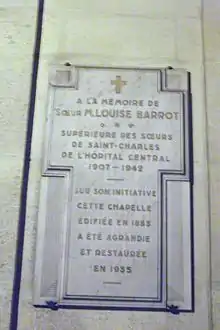 A LA MÉMOIRE DE
SŒUR M. LOUISE BARROT
SUPÉRIEURE DES SŒURS
DE SAINT-CHARLES
DE L'HÔPITAL CENTRAL
1907-1942
SUR SON INITIATIVE
CETTE CHAPELLE
ÉDIFIÉE EN 1883
A ÉTÉ AGRANDIE
ET RESTAURÉE
EN 1935